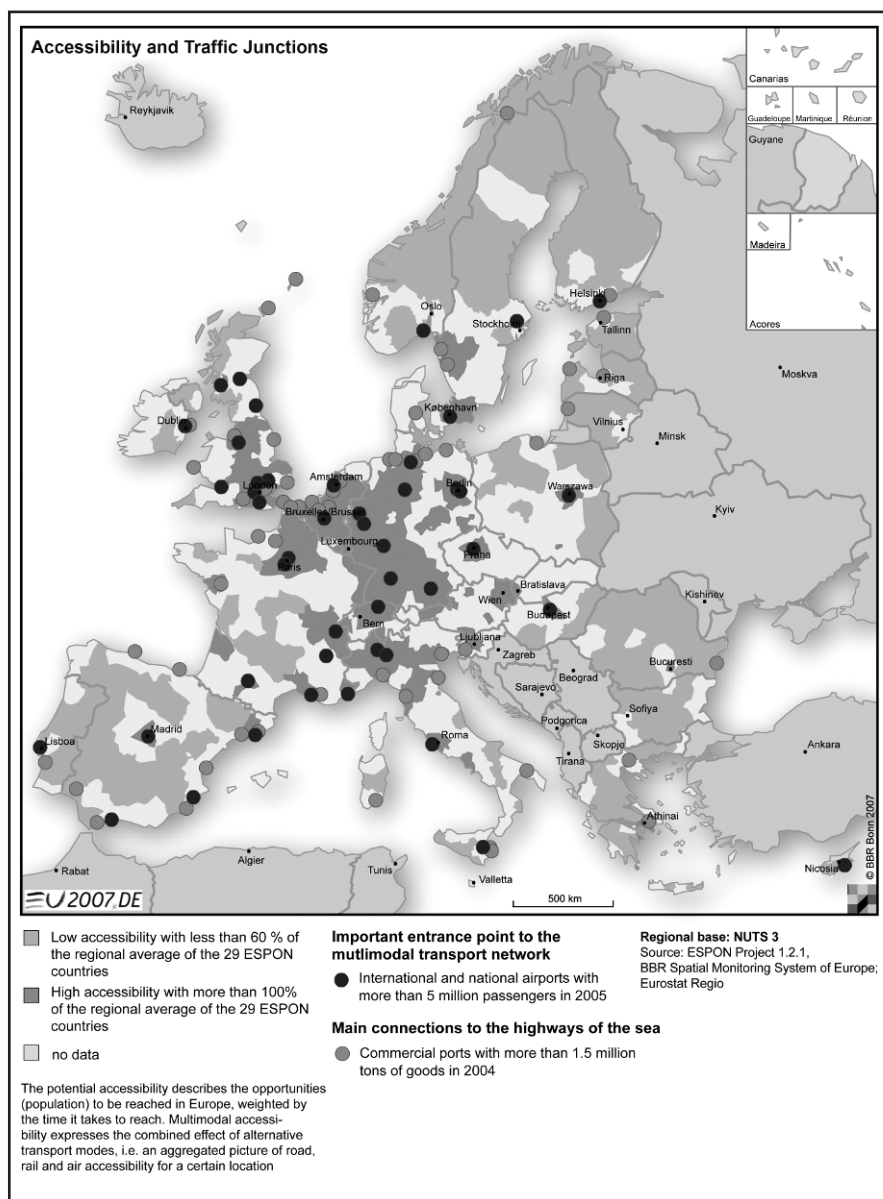 Accessibility and Traffic Junctions
Canarias
Reykjavik
Guadeloupe Martinique Réunion
Guyane
Madeira
Acores
Helsinki
Oslo
Stockholm
Tallinn
Moskva
Riga
København
Dublin
Vilnius
Minsk
Amsterdam
Berlin
London
Warszawa
Bruxelles/Brussel
Kyiv
Luxembourg
Praha
Paris
Bratislava
Wien
Kishinev
Budapest
Bern
Ljubljana
Zagreb
Bucuresti
Beograd
Sarajevo
Sofiya
Podgorica
Madrid
Roma
Skopje
Lisboa
Ankara
Tirana
Athinai
Algier
Rabat
Tunis
Nicosia
Valletta
© BBR Bonn 2007
EU2007.DE
500 km
Low accessibility with less than 60 % of
the regional average of the 29 ESPON
countries
High accessibility with more than 100%
of the regional average of the 29 ESPON
countries
no data
The potential accessibility describes the opportunities
(population) to be reached in Europe, weighted by
the time it takes to reach. Multimodal accessi-
bility expresses the combined effect of alternative
transport modes, i.e. an aggregated picture of road,
rail and air accessibility for a certain location
Important entrance point to the
mutlimodal transport network
International and national airports with
more than 5 million passengers in 2005
Main connections to the highways of the sea
Commercial ports with more than 1.5 million
tons of goods in 2004
Regional base: NUTS 3
Source: ESPON Project 1.2.1,
BBR Spatial Monitoring System of Europe;
Eurostat Regio